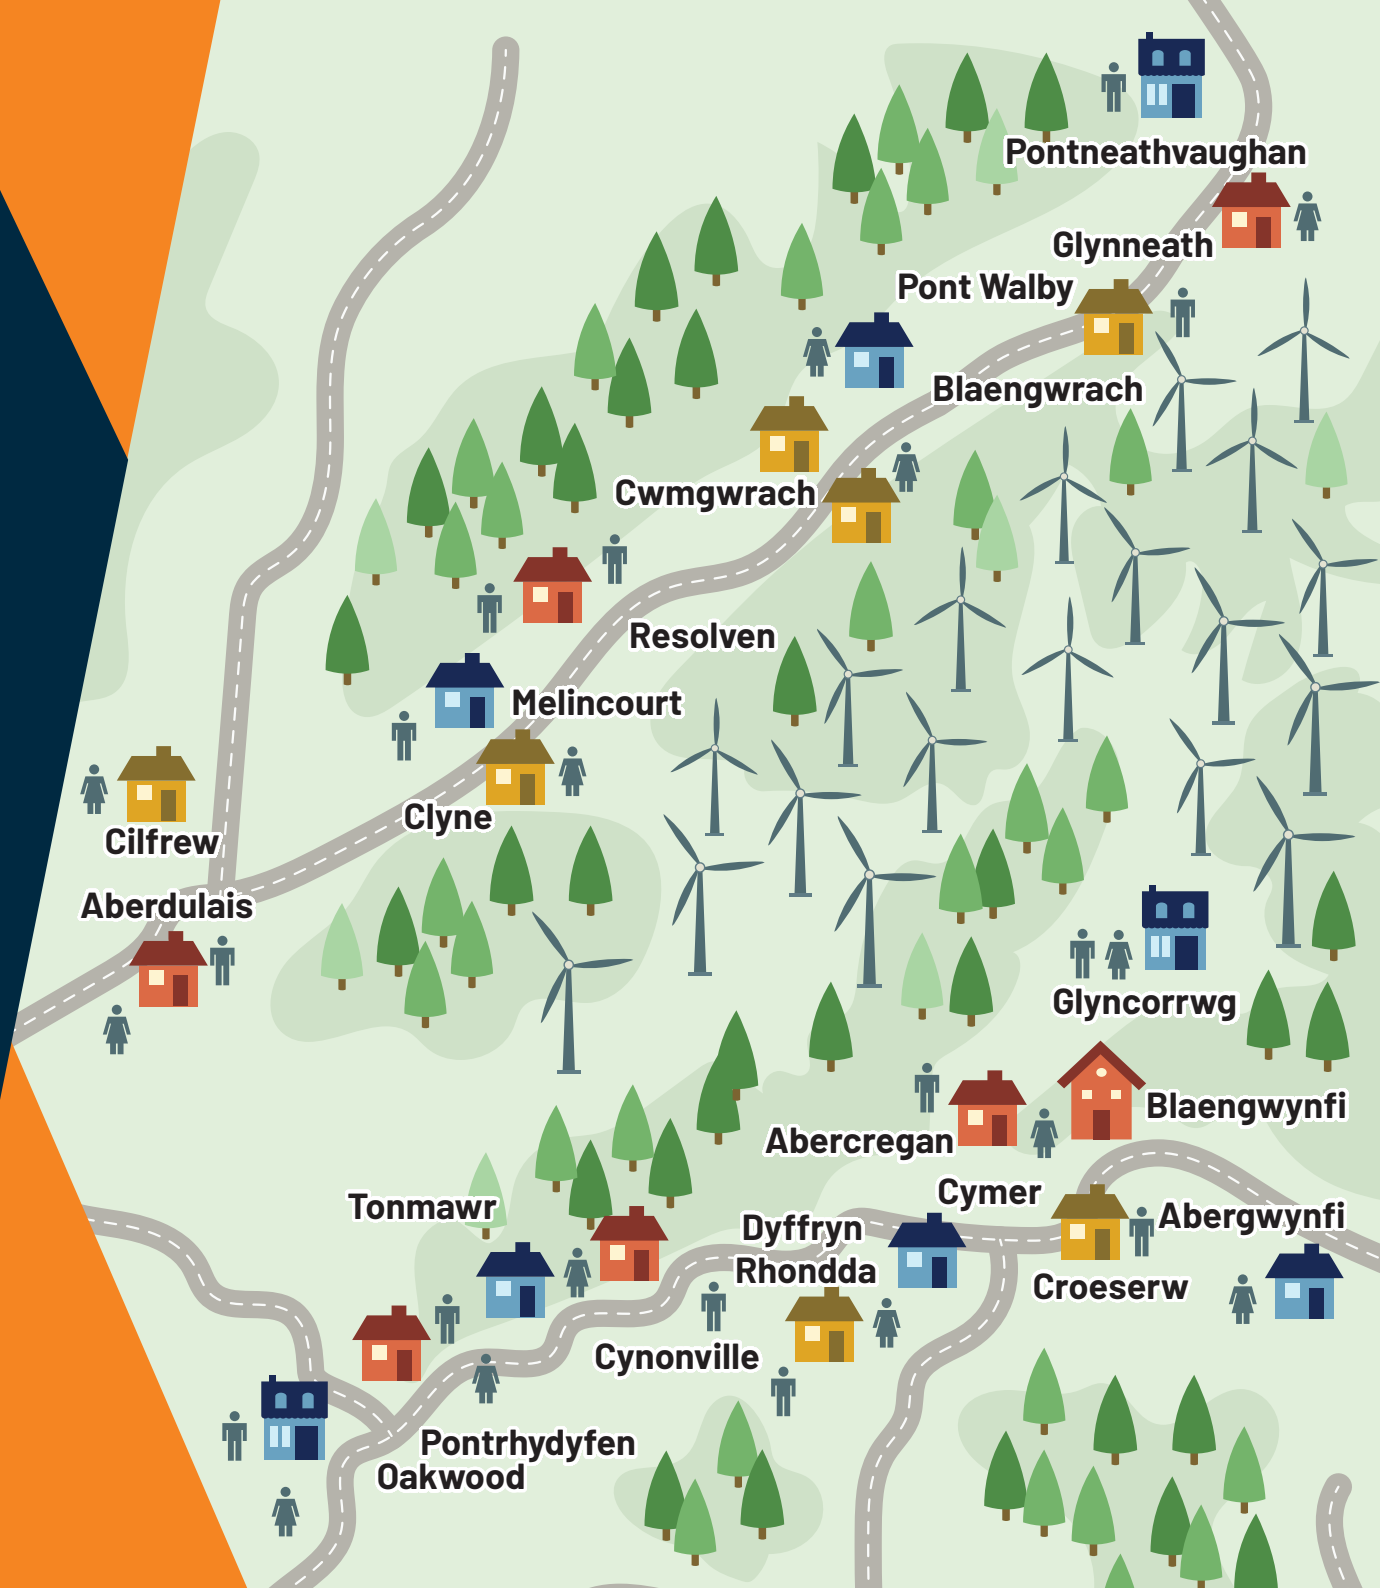 Pontneathvaughan
Glynneath
Pont Walby
Blaengwrach
Cwmgwrach
Resolven
Melincourt
Clyne
Cilfrew
Aberdulais
Glyncorrwg
Blaengwynfi
Abercregan
Cymer
Tonmawr
Abergwynfi
Dyffryn
Rhondda
Croeserw
Cynonville
Pontrhydyfen
Oakwood